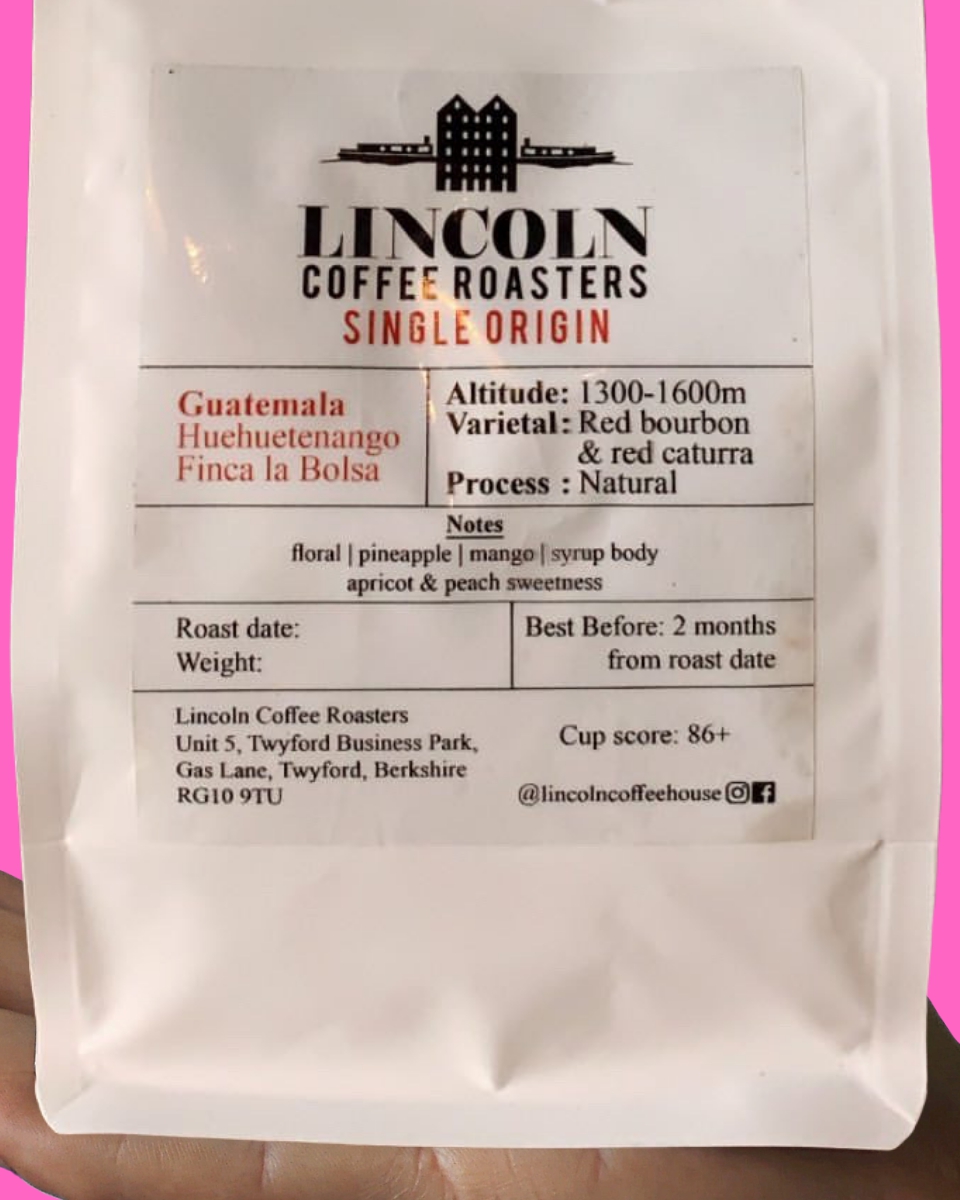 LINCOLN
COFFEE ROASTERS
SINGLE ORIGIN
Guatemala
Huehuetenango
Finca la Bolsa
Altitude: 1300-1600m
Varietal: Red bourbon
& red caturra
Process : Natural
Notes
floral | pineapple | mango | syrup body
apricot & peach sweetness
Roast date:
Weight:
Best Before: 2 months
from roast date
Lincoln Coffee Roasters
Unit 5, Twyford Business Park,
Gas Lane, Twyford, Berkshire
RG10 9TU
Cup score: 86+
@lincolncoffeehouse